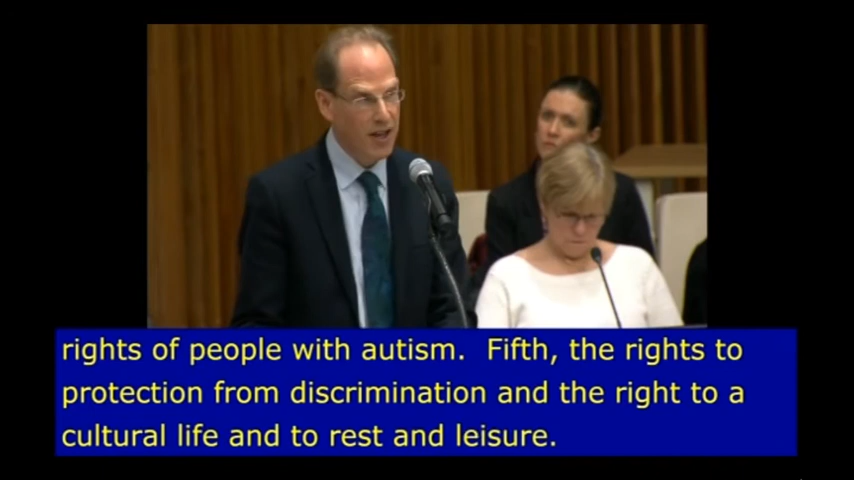 rights of people with autism.  Fifth, the rights to
protection from discrimination and the right to a
cultural life and to rest and leisure.